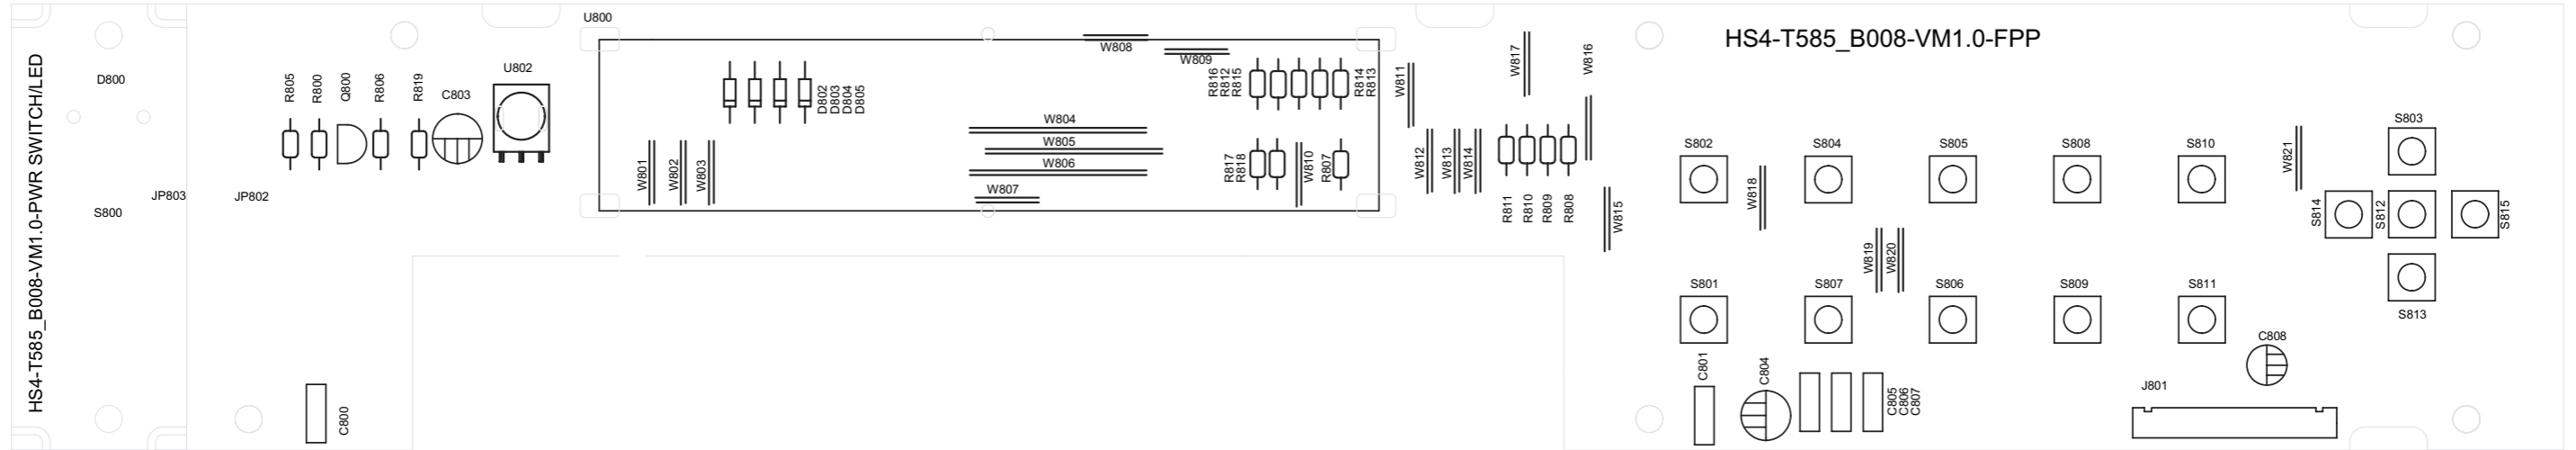 HS4-T585_B008-VM1.0-PWR SWITCH/LED
D800
S800
JP803
JP802
R805
R800
Q800
R806
R819
C803
U802
C800
U800
D802
D803
D804
D805
W801
W802
W803
W804
W805
W806
W807
W808
W809
R816
R812
R815
R814
R813
R817
R818
W810
R807
W811
W812
W813
W814
W817
W816
R811
R810
R809
R808
W815
HS4-T585_B008-VM1.0-FPP
S802
S804
S805
S808
S810
W818
W819
W820
W821
S803
S814
S812
S815
S813
S801
S807
S806
S809
S811
C801
C804
C805
C806
C807
J801
C808